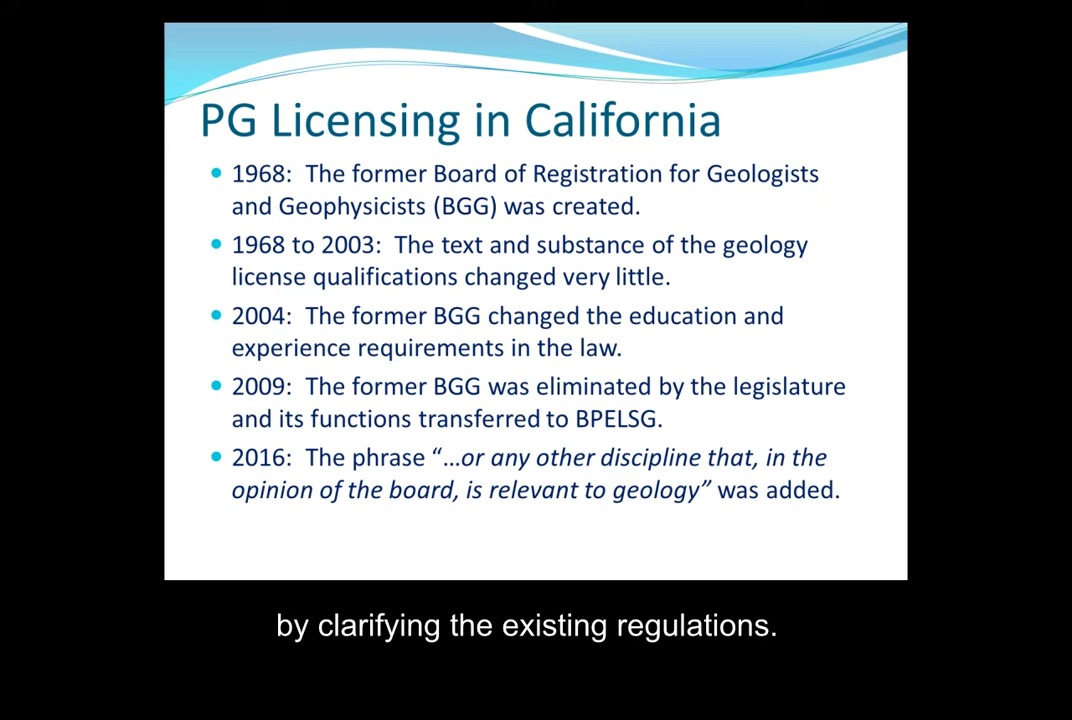 PG Licensing in California
• 1968: The former Board of Registration for Geologists
and Geophysicists (BGG) was created.
• 1968 to 2003: The text and substance of the geology
license qualifications changed very little.
• 2004: The former BGG changed the education and
experience requirements in the law.
• 2009: The former BGG was eliminated by the legislature
and its functions transferred to BPELSG.
• 2016: The phrase “…or any other discipline that, in the
opinion of the board, is relevant to geology” was added.
by clarifying the existing regulations.